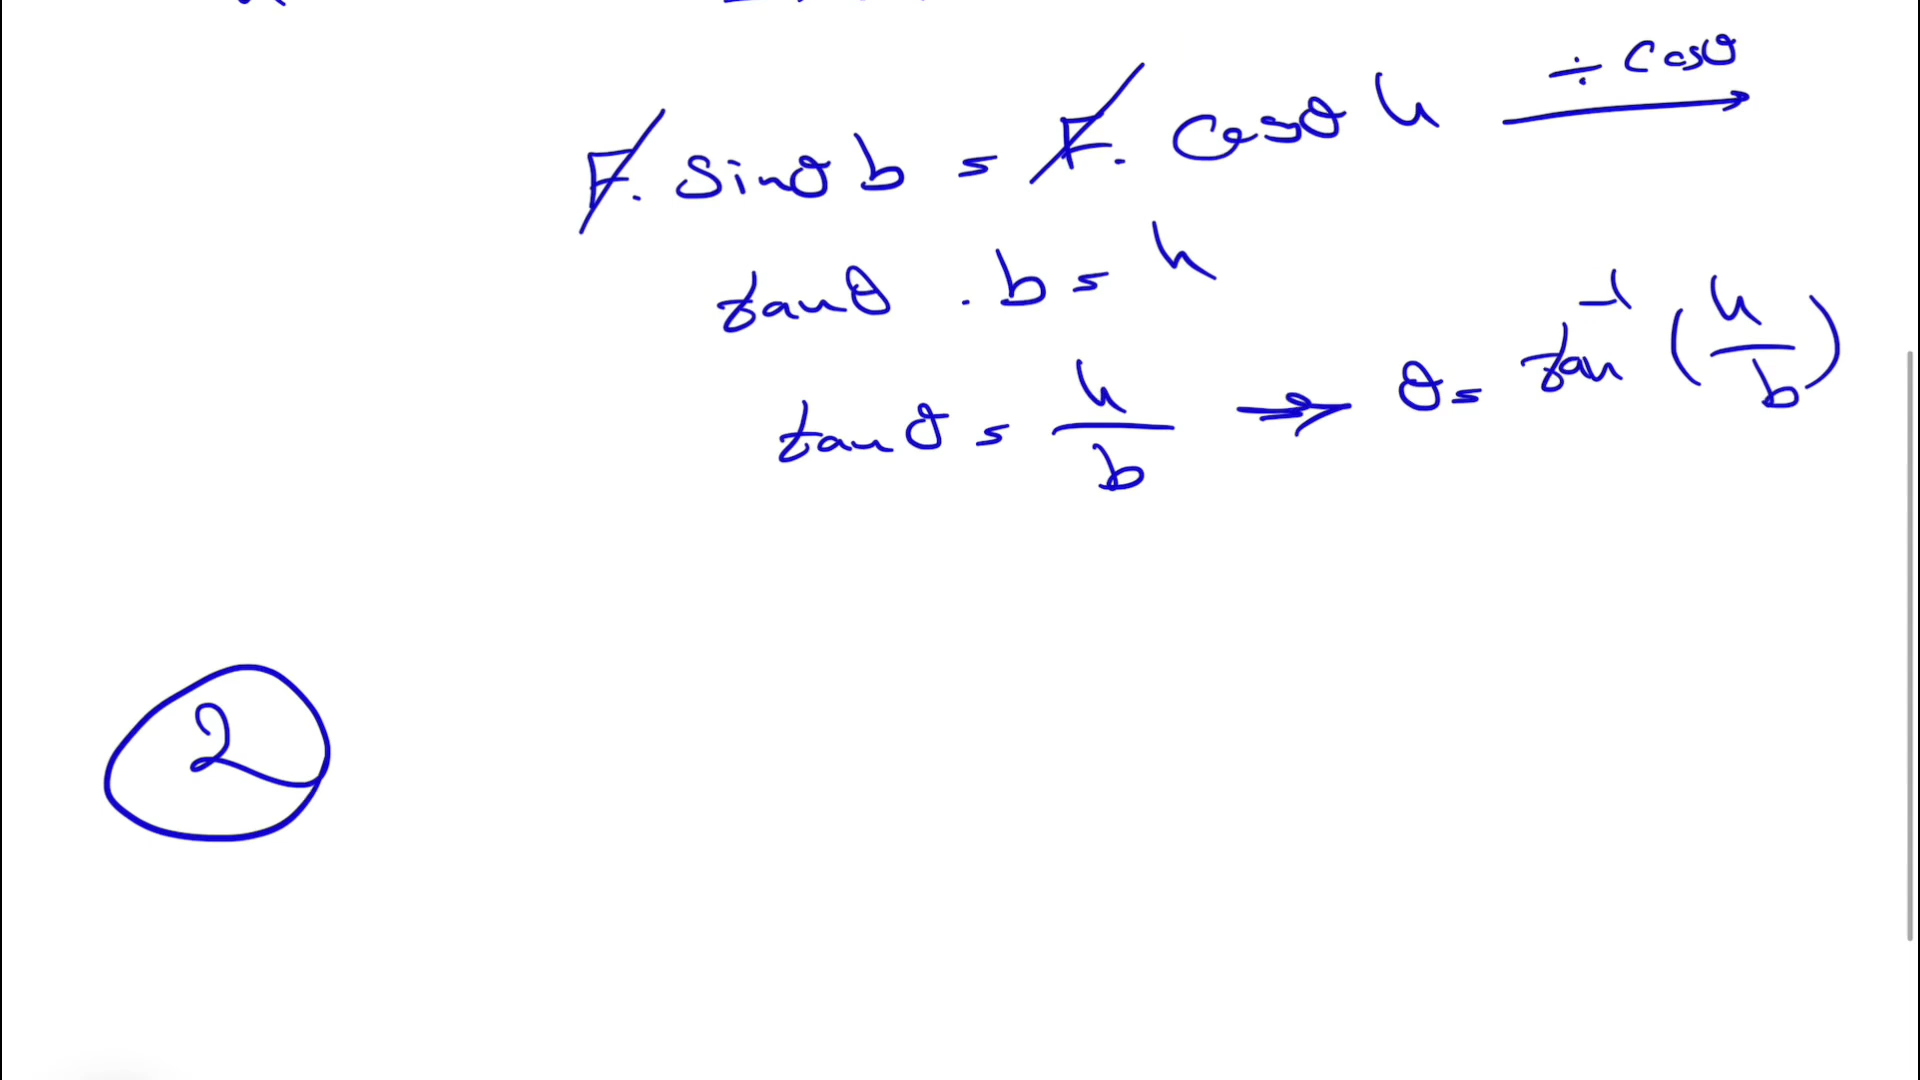 ÷ Cosθ
F. Sinθ b = F. Cosθ h ⟶
tanθ . b = h
tanθ = h/b ⇒ θ = tan⁻¹ (h/b)
2